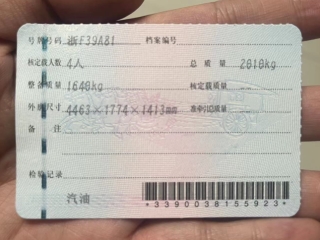 号牌号码 浙F39A81 档案编号
核定载人数 4人 总质量 2010kg
整备质量 1640kg 核定载质量
外廓尺寸 4463×1774×1413mm 准牵引总质量
备注
检验记录
汽油
*3390038155923*